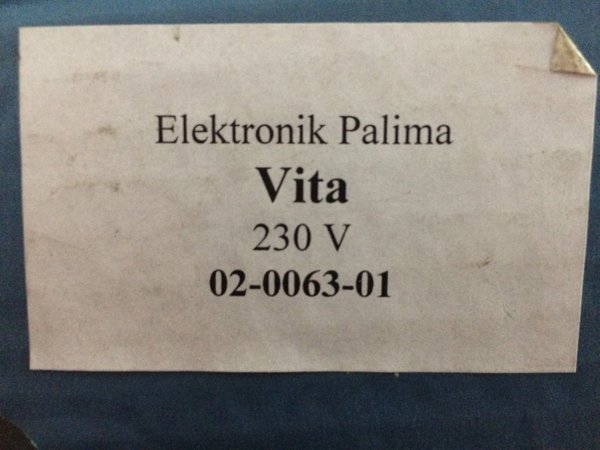 Elektronik Palima
Vita
230 V
02-0063-01